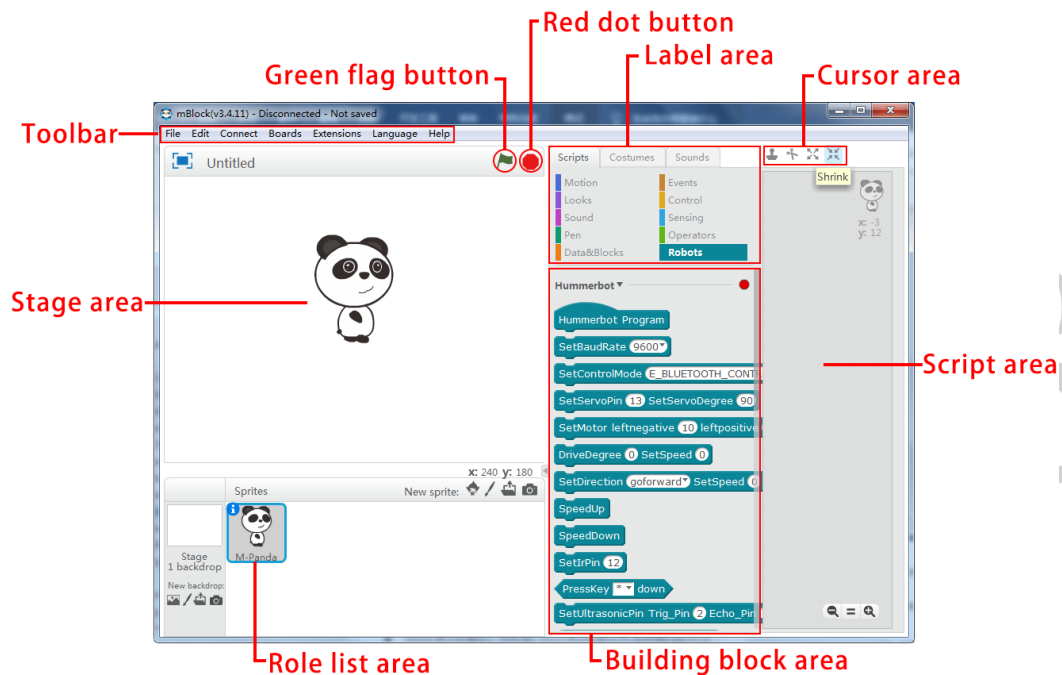 Red dot button
Label area
Green flag button
Cursor area
mBlock(v3.4.11) - Disconnected - Not saved
Toolbar
File Edit Connect Boards Extensions Language Help
Untitled
Scripts Costumes Sounds
Shrink
Motion Events
Looks Control
Sound Sensing
Pen Operators
Data&Blocks Robots
x: -3
y: 12
Stage area
Hummerbot
Hummerbot Program
SetBaudRate 9600
SetControlMode E_BLUETOOTH_CONT
Script area
SetServoPin 13 SetServoDegree 90
SetMotor leftnegative 10 leftpositive
DriveDegree 0 SetSpeed 0
x: 240 y: 180
SetDirection goforward SetSpeed 0
Sprites New sprite:
SpeedUp
SpeedDown
Stage
1 backdrop
M-Panda
SetIrPin 12
New backdrop:
PressKey * down
SetUltrasonicPin Trig_Pin 2 Echo_Pin
Role list area
Building block area